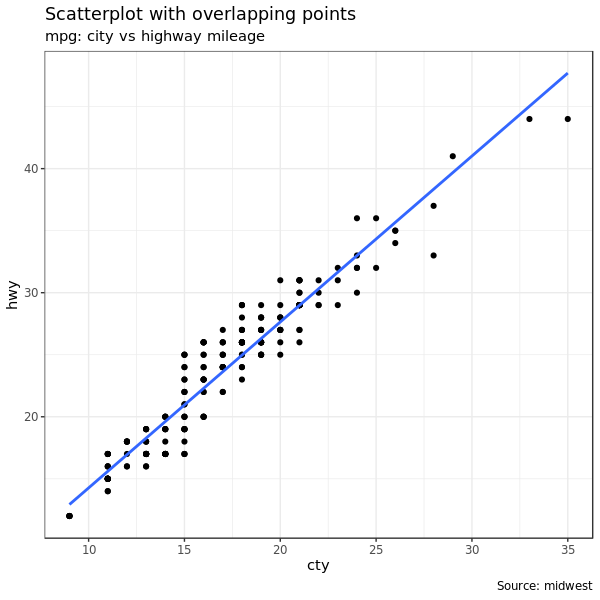 Scatterplot with overlapping points
mpg: city vs highway mileage
hwy
40
30
20
10 15 20 25 30 35
cty
Source: midwest